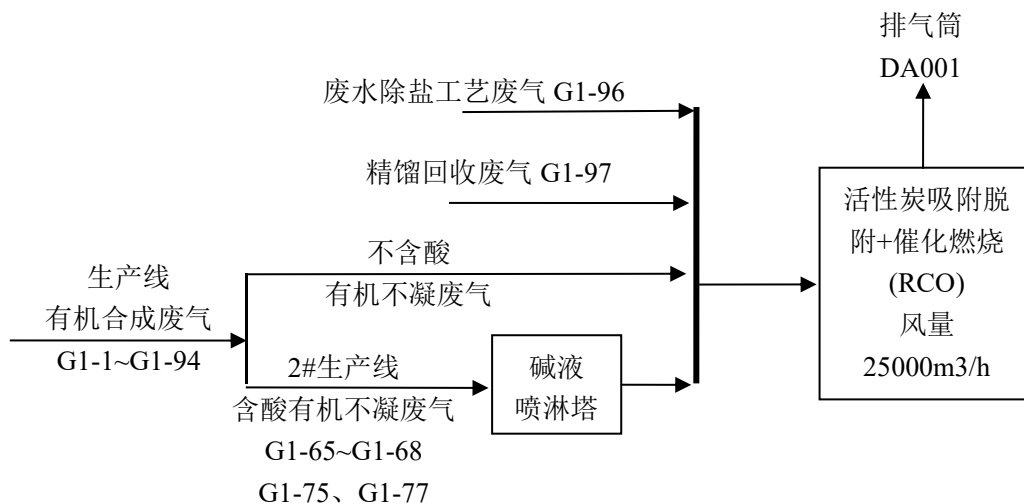 排气筒
DA001
废水除盐工艺废气 G1-96
精馏回收废气 G1-97
不含酸
有机不凝废气
生产线
有机合成废气
G1-1~G1-94
2#生产线
含酸有机不凝废气
G1-65~G1-68
G1-75、G1-77
碱液
喷淋塔
活性炭吸附脱
附+催化燃烧
(RCO)
风量
25000m3/h